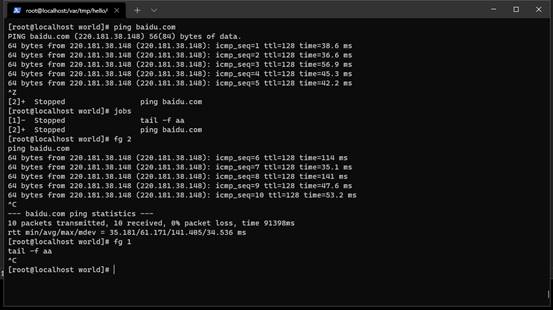 root@localhost:/var/tmp/hello/
[root@localhost world]# ping baidu.com
PING baidu.com (220.181.38.148) 56(84) bytes of data.
64 bytes from 220.181.38.148 (220.181.38.148): icmp_seq=1 ttl=128 time=38.6 ms
64 bytes from 220.181.38.148 (220.181.38.148): icmp_seq=2 ttl=128 time=36.6 ms
64 bytes from 220.181.38.148 (220.181.38.148): icmp_seq=3 ttl=128 time=56.9 ms
64 bytes from 220.181.38.148 (220.181.38.148): icmp_seq=4 ttl=128 time=45.3 ms
64 bytes from 220.181.38.148 (220.181.38.148): icmp_seq=5 ttl=128 time=42.2 ms
^Z
[2]+  Stopped                 ping baidu.com
[root@localhost world]# jobs
[1]-  Stopped                 tail -f aa
[2]+  Stopped                 ping baidu.com
[root@localhost world]# fg 2
ping baidu.com
64 bytes from 220.181.38.148 (220.181.38.148): icmp_seq=6 ttl=128 time=114 ms
64 bytes from 220.181.38.148 (220.181.38.148): icmp_seq=7 ttl=128 time=35.1 ms
64 bytes from 220.181.38.148 (220.181.38.148): icmp_seq=8 ttl=128 time=141 ms
64 bytes from 220.181.38.148 (220.181.38.148): icmp_seq=9 ttl=128 time=47.6 ms
64 bytes from 220.181.38.148 (220.181.38.148): icmp_seq=10 ttl=128 time=53.2 ms
^C
--- baidu.com ping statistics ---
10 packets transmitted, 10 received, 0% packet loss, time 91398ms
rtt min/avg/max/mdev = 35.181/61.171/141.405/34.536 ms
[root@localhost world]# fg 1
tail -f aa
^C
[root@localhost world]#